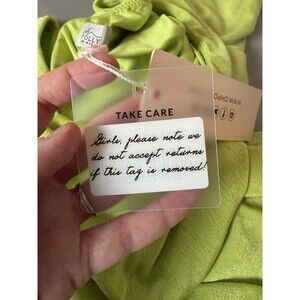 TAKE CARE
Girls, please note we
do not accept returns
if this tag is removed!